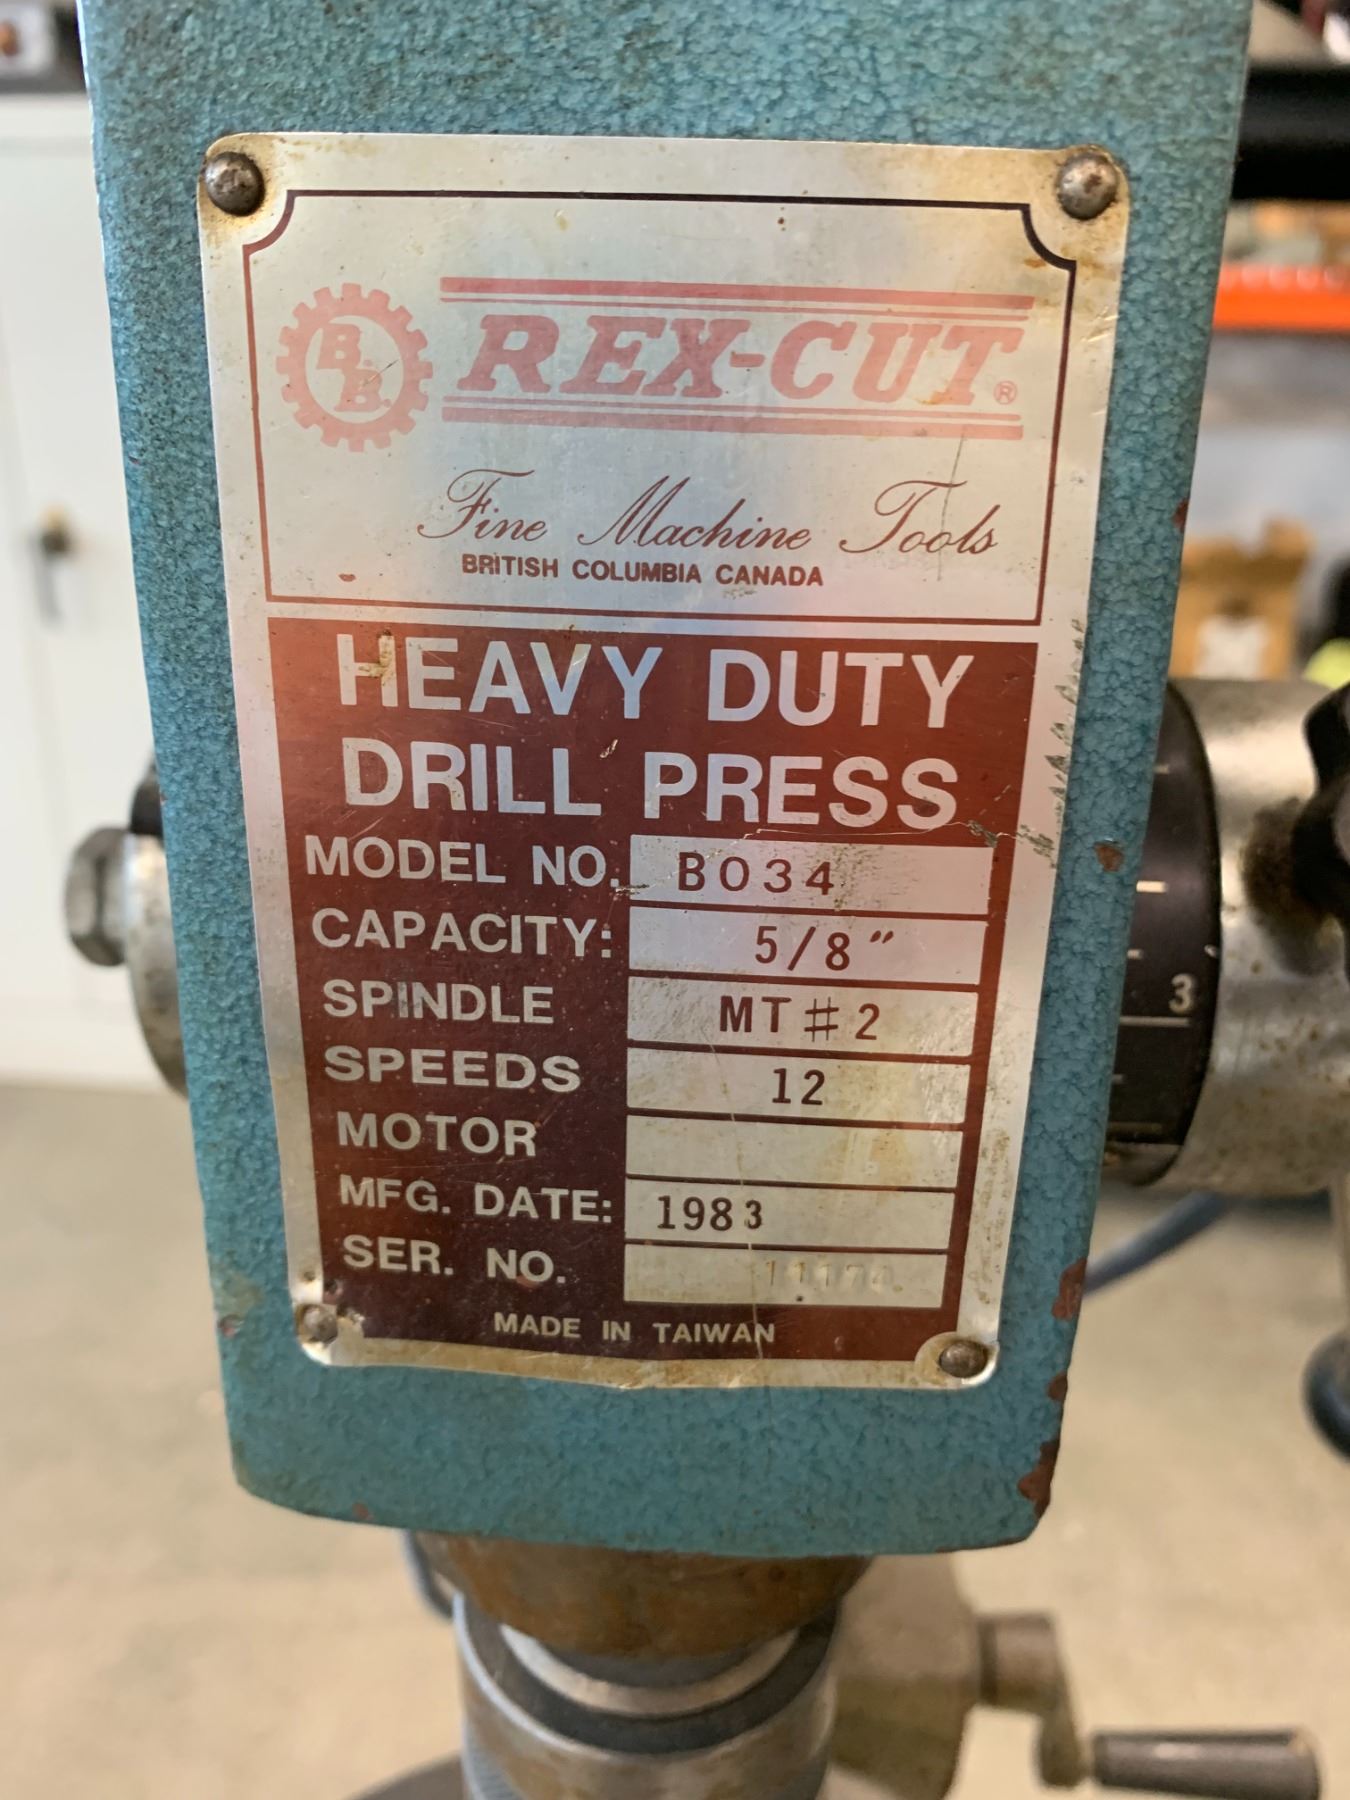 B.B. REX-CUT®
Fine Machine Tools
BRITISH COLUMBIA CANADA
HEAVY DUTY
DRILL PRESS
MODEL NO. B034
CAPACITY: 5/8"
SPINDLE MT#2
SPEEDS 12
MOTOR
MFG. DATE: 1983
SER. NO.
MADE IN TAIWAN
3